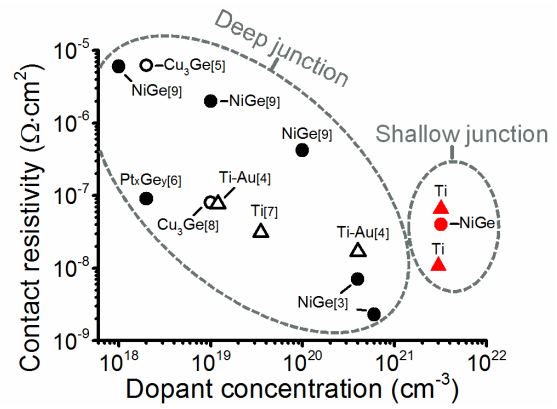 Deep junction
Shallow junction
Contact resistivity (Ω·cm²)
10⁻⁵
10⁻⁶
10⁻⁷
10⁻⁸
10⁻⁹
Cu₃Ge[5]
NiGe[9]
NiGe[9]
NiGe[9]
PtxGey[6]
Ti-Au[4]
Cu₃Ge[8]
Ti[7]
Ti-Au[4]
NiGe[3]
Ti
NiGe
Ti
10¹⁸ 10¹⁹ 10²⁰ 10²¹ 10²²
Dopant concentration (cm⁻³)